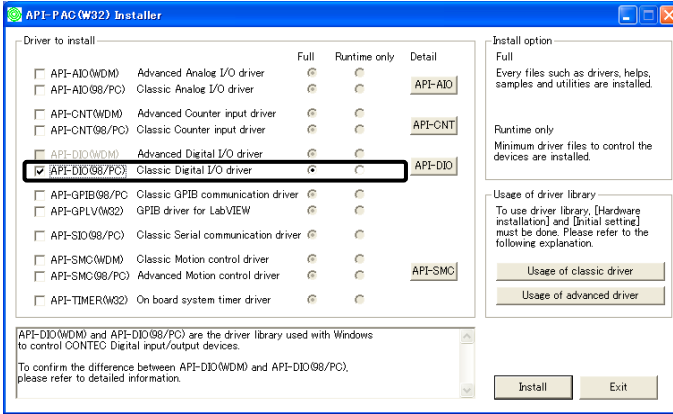 API-PAC(W32) Installer
Driver to install
Full Runtime only Detail
API-AIO(WDM) Advanced Analog I/O driver
API-AIO(98/PC) Classic Analog I/O driver
API-AIO
API-CNT(WDM) Advanced Counter input driver
API-CNT(98/PC) Classic Counter input driver
API-CNT
API-DIO(WDM) Advanced Digital I/O driver
API-DIO(98/PC) Classic Digital I/O driver
API-DIO
API-GPIB(98/PC Classic GPIB communication driver
API-GPLV(W32) GPIB driver for LabVIEW
API-SIO(98/PC) Classic Serial communication driver
API-SMC(WDM) Classic Motion control driver
API-SMC(98/PC) Advanced Motion control driver
API-SMC
API-TIMER(W32) On board system timer driver
Install option
Full
Every files such as drivers, helps,
samples and utilities are installed.
Runtime only
Minimum driver files to control the
devices are installed.
Usage of driver library
To use driver library, [Hardware
installation] and [Initial setting]
must be done. Please refer to the
following explanation.
Usage of classic driver
Usage of advanced driver
API-DIO(WDM) and API-DIO(98/PC) are the driver library used with Windows
to control CONTEC Digital input/output devices.
To confirm the difference between API-DIO(WDM) and API-DIO(98/PC),
please refer to detailed information.
Install Exit